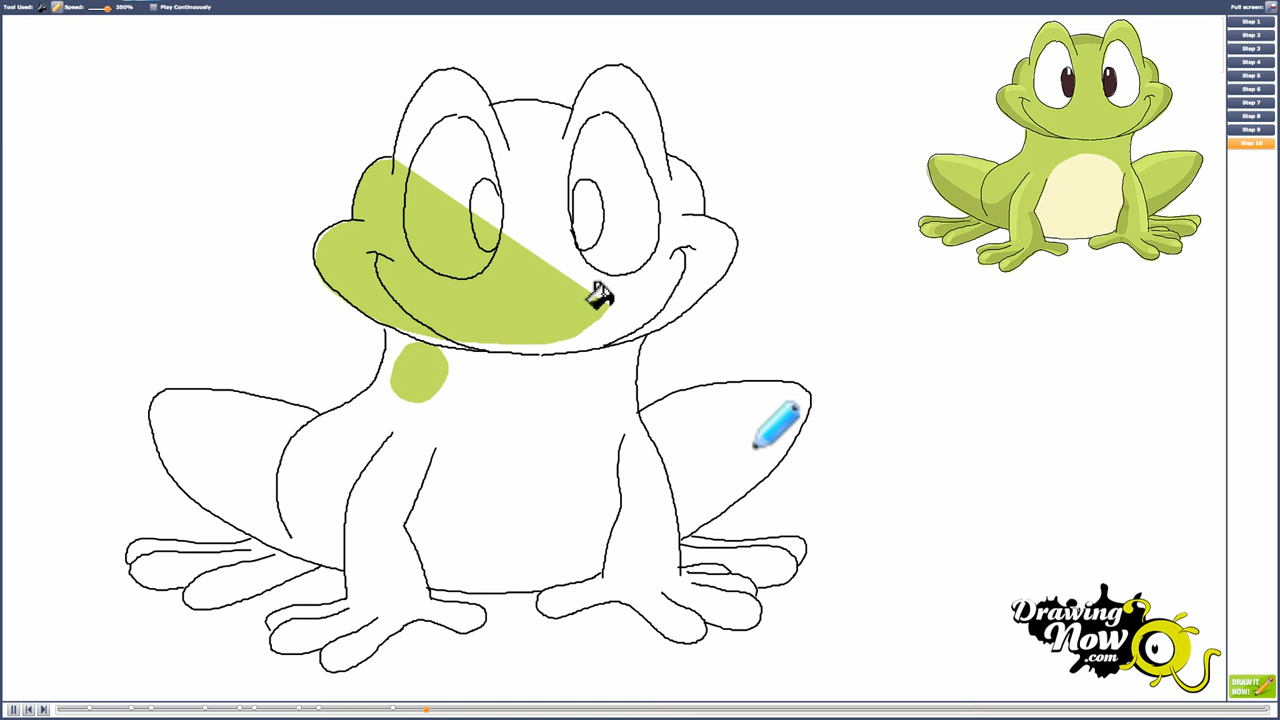 Tool Used:
Speed:
350%
Play Continuously
Full screen:
Step 1
Step 2
Step 3
Step 4
Step 5
Step 6
Step 7
Step 8
Step 9
Step 10
Drawing
Now
.com
DRAW IT
NOW!